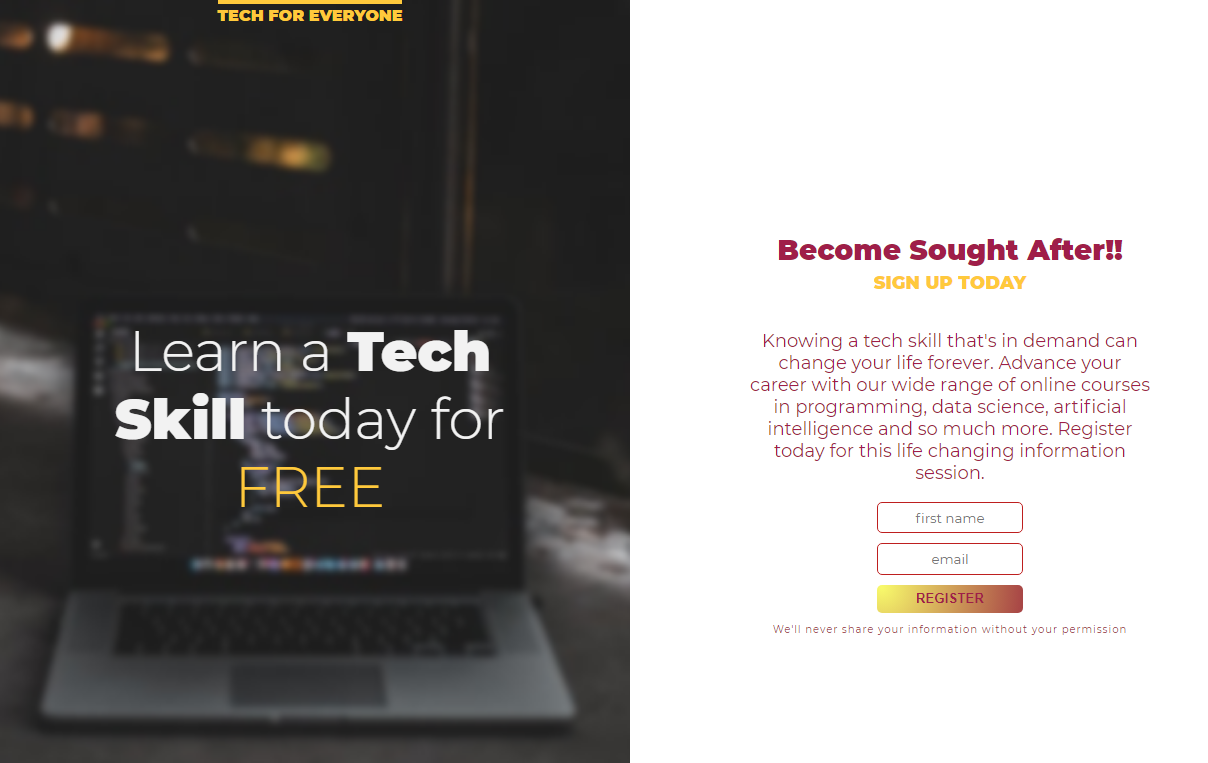 TECH FOR EVERYONE
Learn a Tech
Skill today for
FREE
Become Sought After!!
SIGN UP TODAY
Knowing a tech skill that's in demand can
change your life forever. Advance your
career with our wide range of online courses
in programming, data science, artificial
intelligence and so much more. Register
today for this life changing information
session.
first name
email
REGISTER
We'll never share your information without your permission